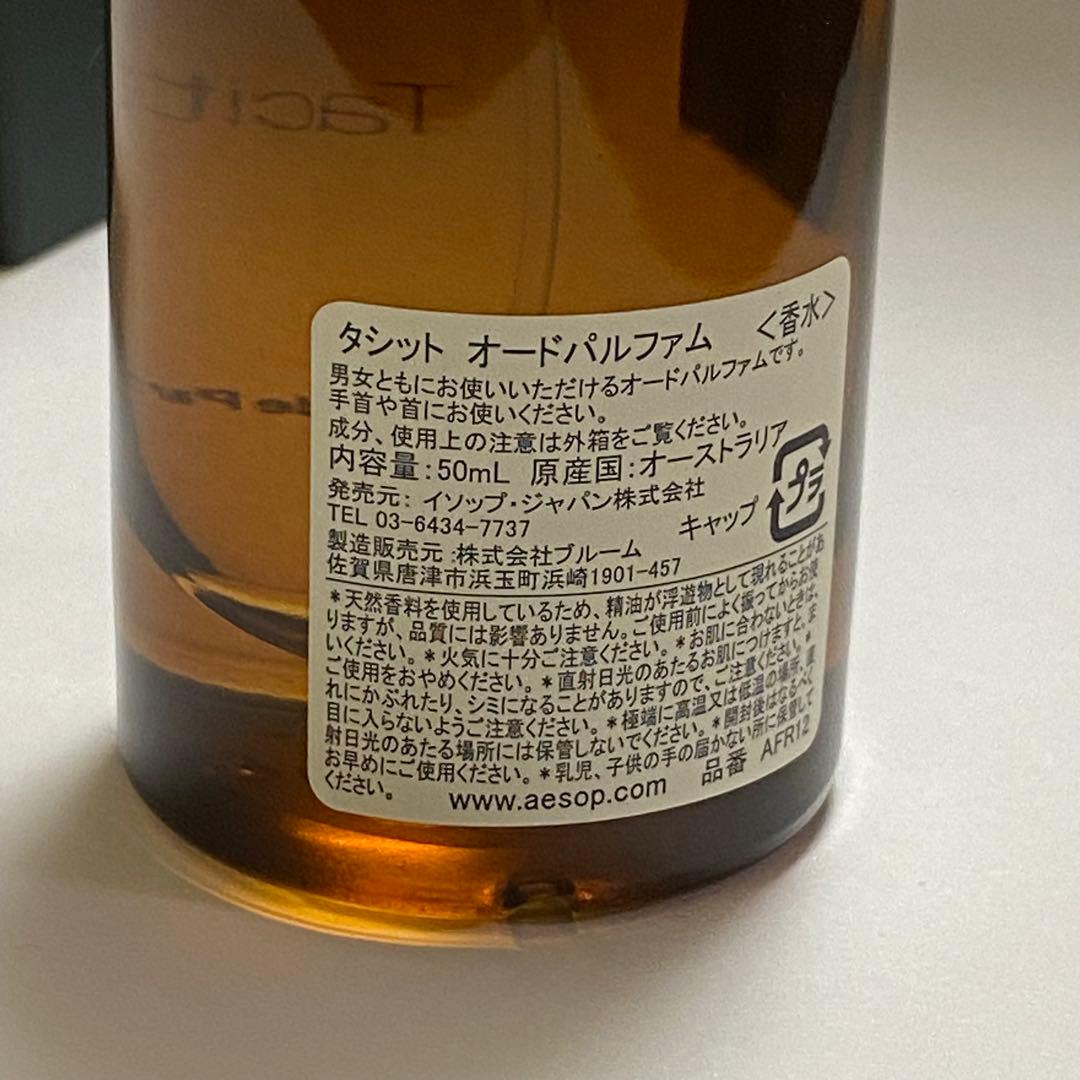 Tacit
de Par
タシット オードパルファム
<香水>
男女ともにお使いいただけるオードパルファムです。
手首や首にお使いください。
成分、使用上の注意は外箱をご覧ください。
内容量:50mL 原産国:オーストラリア
発売元: イソップ・ジャパン株式会社
TEL 03-6434-7737
キャップ
プラ
製造販売元:株式会社ブルーム
佐賀県唐津市浜玉町浜崎1901-457
*天然香料を使用しているため、精油が浮遊物として現れることがあ
りますが、品質には影響ありません。ご使用前によく振ってからお使
いください。*火気に十分ご注意ください。*お肌に合わないときは、
ご使用をおやめください。*直射日光のあたるお肌につけますと、ま
れにかぶれたり、シミになることがありますので、ご注意ください。*
目に入らないようご注意ください。*極端に高温又は低温の場所、直
射日光のあたる場所には保管しないでください。*開封後はなるべく
お早めにご使用ください。*乳児、子供の手の届かない所に保管して
ください。
www.aesop.com
品番 AFR12